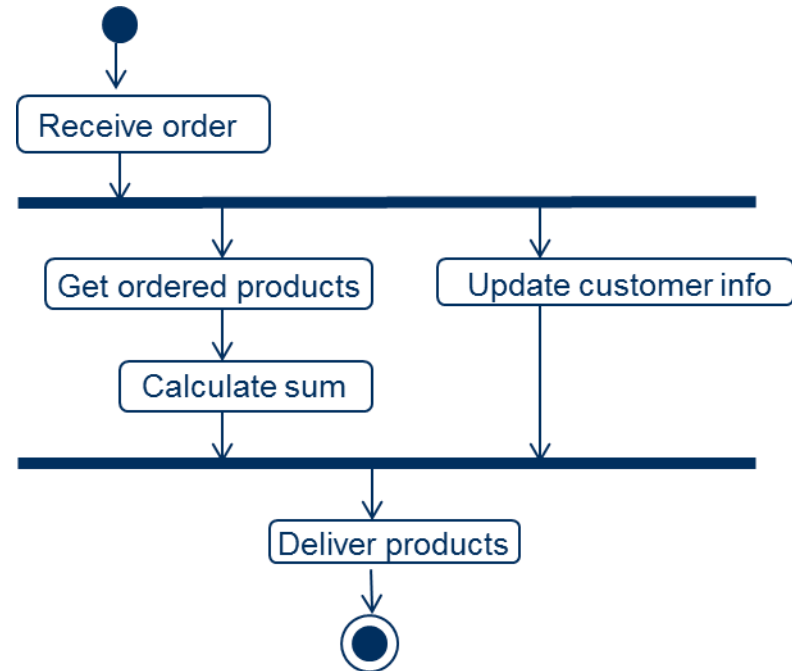 Receive order
Get ordered products
Update customer info
Calculate sum
Deliver products